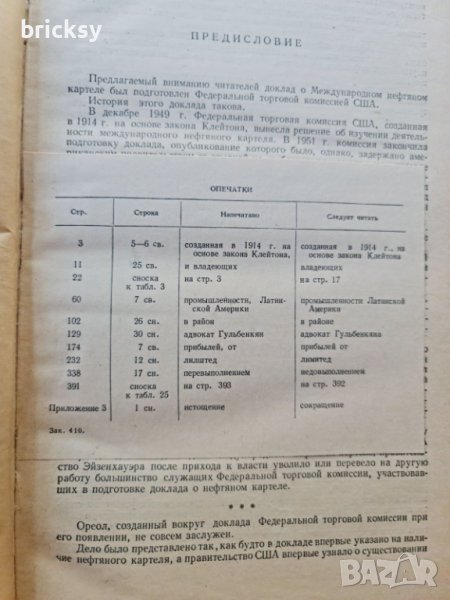 bricksy
ПРЕДИСЛОВИЕ
Предлагаемый вниманию читателей доклад о Международном нефтяном
картеле был подготовлен Федеральной торговой комиссией США.
История этого доклада такова.
В декабре 1949 г. Федеральная торговая комиссия США, созданная
в 1914 г. на основе закона Клейтона, вынесла решение об изучении деятель-
ности международного нефтяного картеля. В 1951 г. комиссия закончила
подготовку доклада, опубликование которого было, однако, задержано аме-
ОПЕЧАТКИ
Стр. Строка Напечатано Следует читать
3 5—6 св. созданная в 1914 г. на основе закона Клейтона, созданная в 1914 г., на основе закона Клейтона
11 25 св. и владеющих владеющих
22 сноска к табл. 3 на стр. 3 на стр. 17
60 7 св. промышленности, Латинской Америки промышленности Латинской Америки
102 26 сн. в район в районе
129 30 сн. адвокат Гульбенкян адвокат Гульбенкяна
174 7 св. прибылей, от прибылей от
232 12 сн. лилитед лимитед
338 17 сн. перевыполнением недовыполнением
391 сноска к табл. 25 на стр. 393 на стр. 392
Приложение 3 1 сн. истощение сокращение
Зак. 410.
ство Эйзенхауэра после прихода к власти уволило или перевело на другую
работу большинство служащих Федеральной торговой комиссии, участвовав-
ших в подготовке доклада о нефтяном картеле.
* * *
Ореол, созданный вокруг доклада Федеральной торговой комиссии при
его появлении, не совсем заслужен.
Дело было представлено так, как будто в докладе впервые указано на нали-
чие нефтяного картеля, а правительство США впервые узнало о существовании
BAZAR.BG